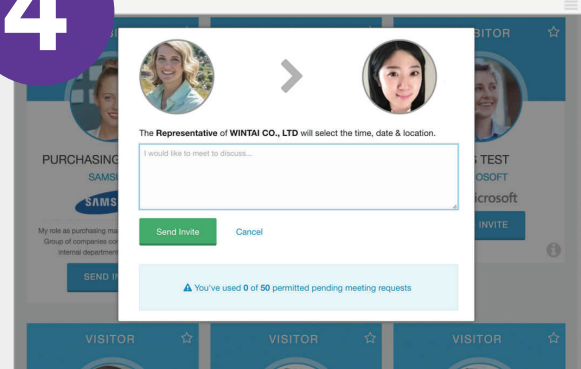 4
VISITOR
The Representative of WINTAI CO., LTD will select the time, date & location.
I would like to meet to discuss...
Send Invite
Cancel
You've used 0 of 50 permitted pending meeting requests
PURCHASING
SAMS
SAMS
My role as purchasing ma
Group of companies co
internal department
SEND IN
BITOR
S TEST
OSOFT
icrosoft
INVITE
VISITOR
VISITOR
VISITOR